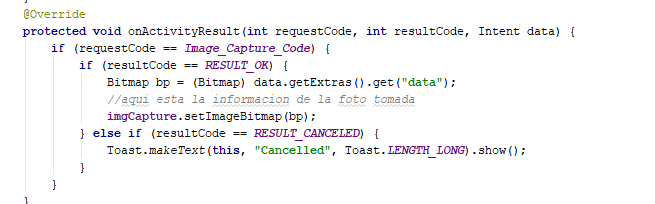 @Override
protected void onActivityResult(int requestCode, int resultCode, Intent data) {
    if (requestCode == Image_Capture_Code) {
        if (resultCode == RESULT_OK) {
            Bitmap bp = (Bitmap) data.getExtras().get("data");
            //aqui esta la informacion de la foto tomada
            imgCapture.setImageBitmap(bp);
        } else if (resultCode == RESULT_CANCELED) {
            Toast.makeText(this, "Cancelled", Toast.LENGTH_LONG).show();
        }
    }
}